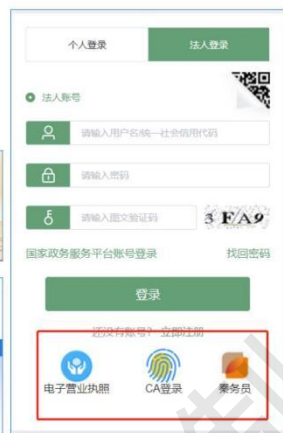 个人登录 法人登录
法人账号
请输入用户名/统一社会信用代码
请输入密码
请输入图文验证码 3 F/A9
国家政务服务平台账号登录 找回密码
登录
还没有账号？ 立即注册
电子营业执照 CA登录 秦务员